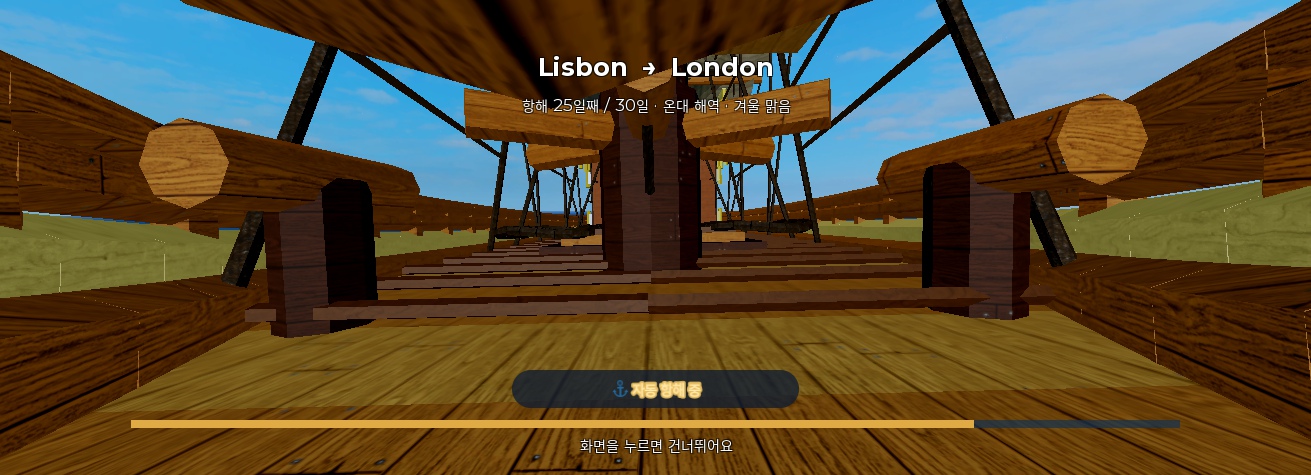 Lisbon → London
항해 25일째 / 30일 · 온대 해역 · 겨울 맑음
⚓ 자동 항해 중
화면을 누르면 건너뛰어요